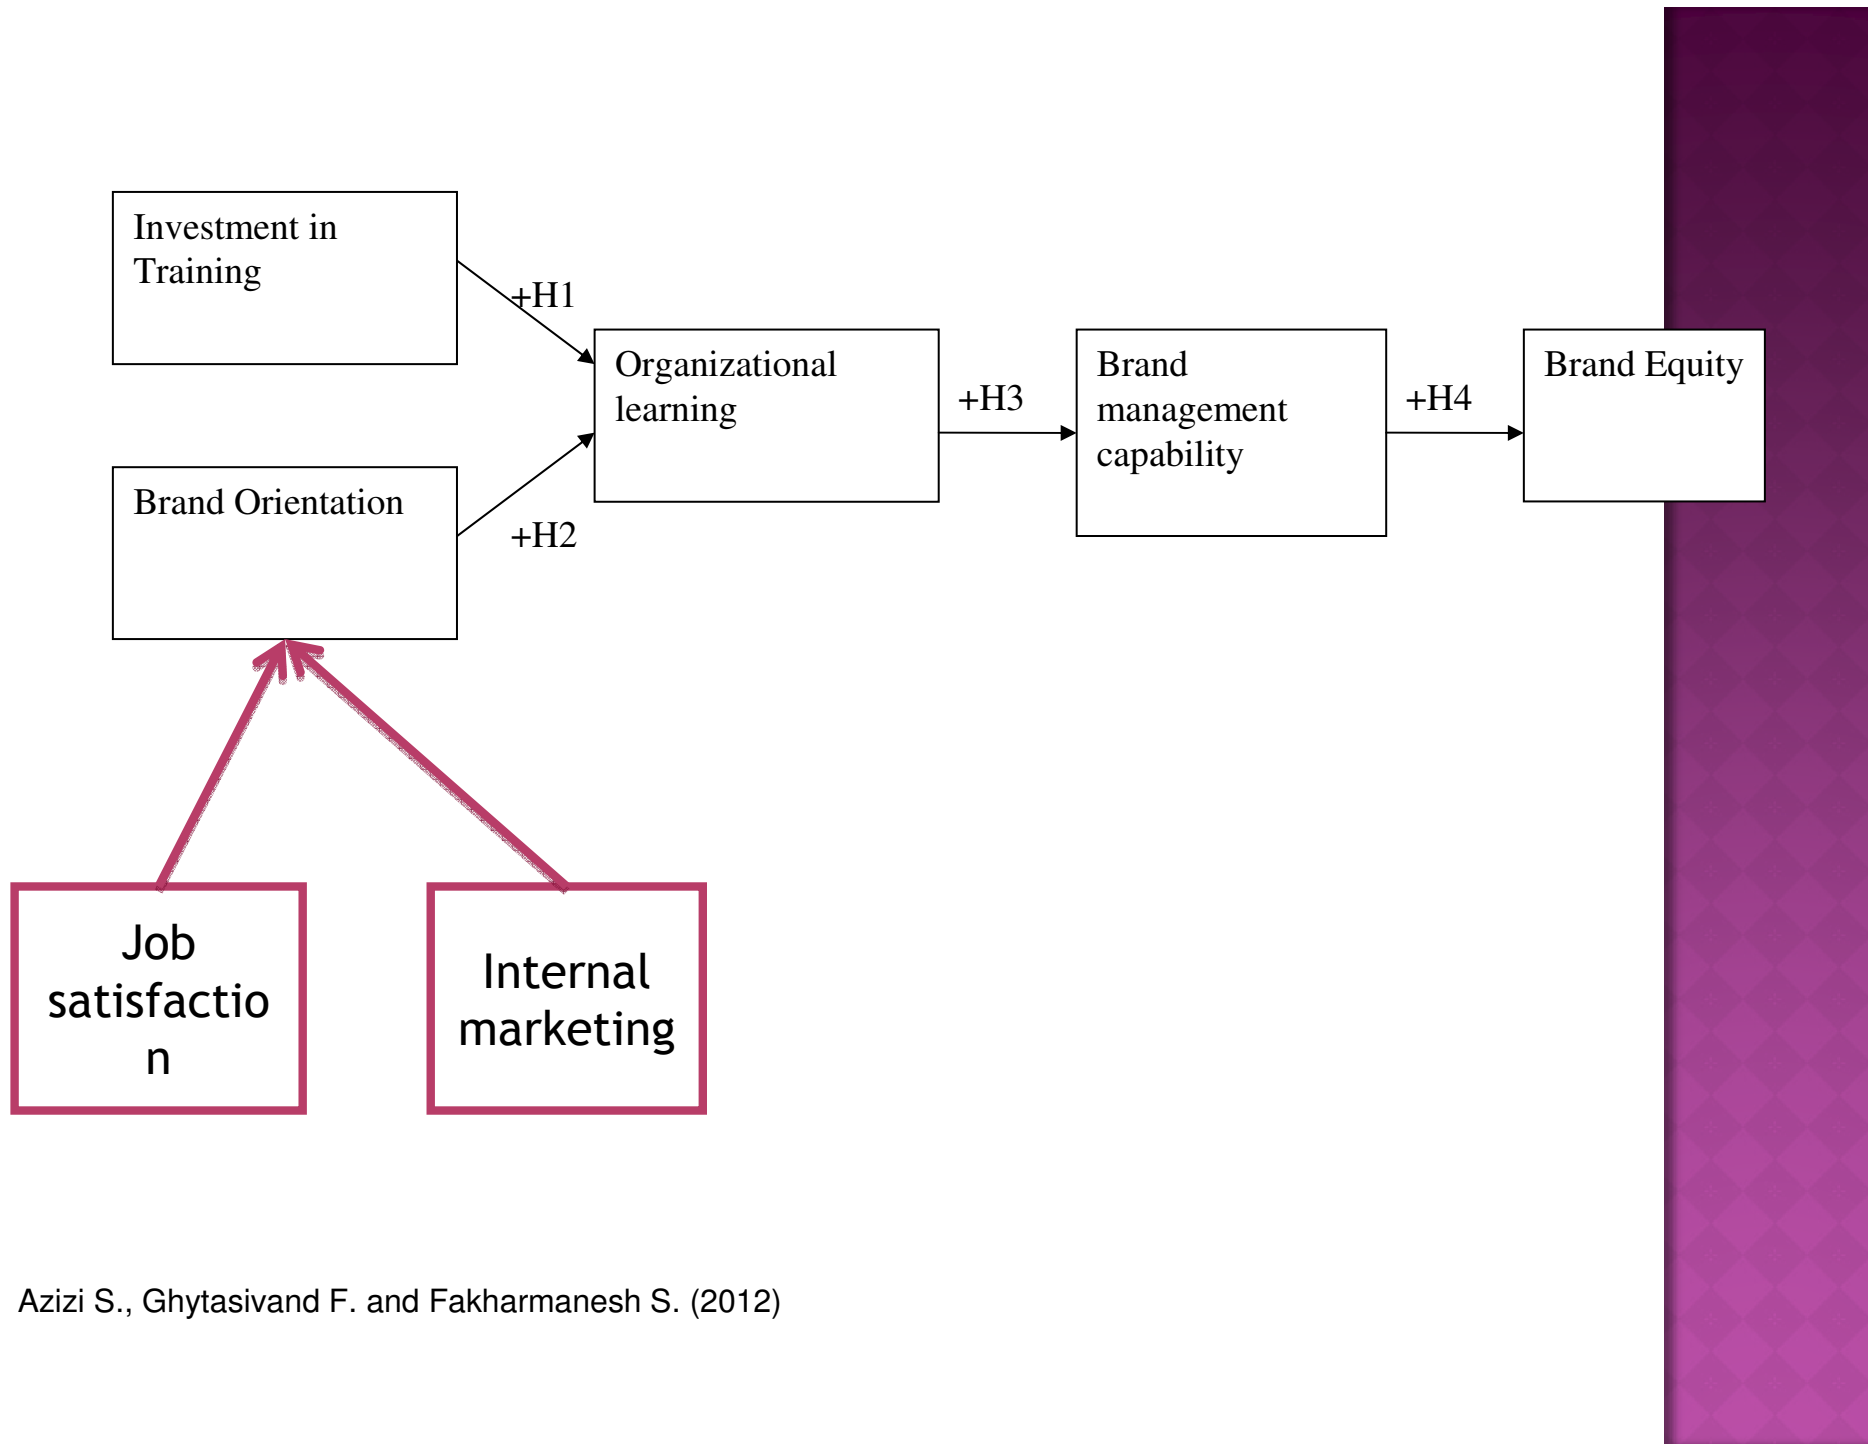 Investment in
Training
+H1
Organizational
learning
+H3
Brand
management
capability
+H4
Brand Equity
Brand Orientation
+H2
Job
satisfactio
n
Internal
marketing
Azizi S., Ghytasivand F. and Fakharmanesh S. (2012)